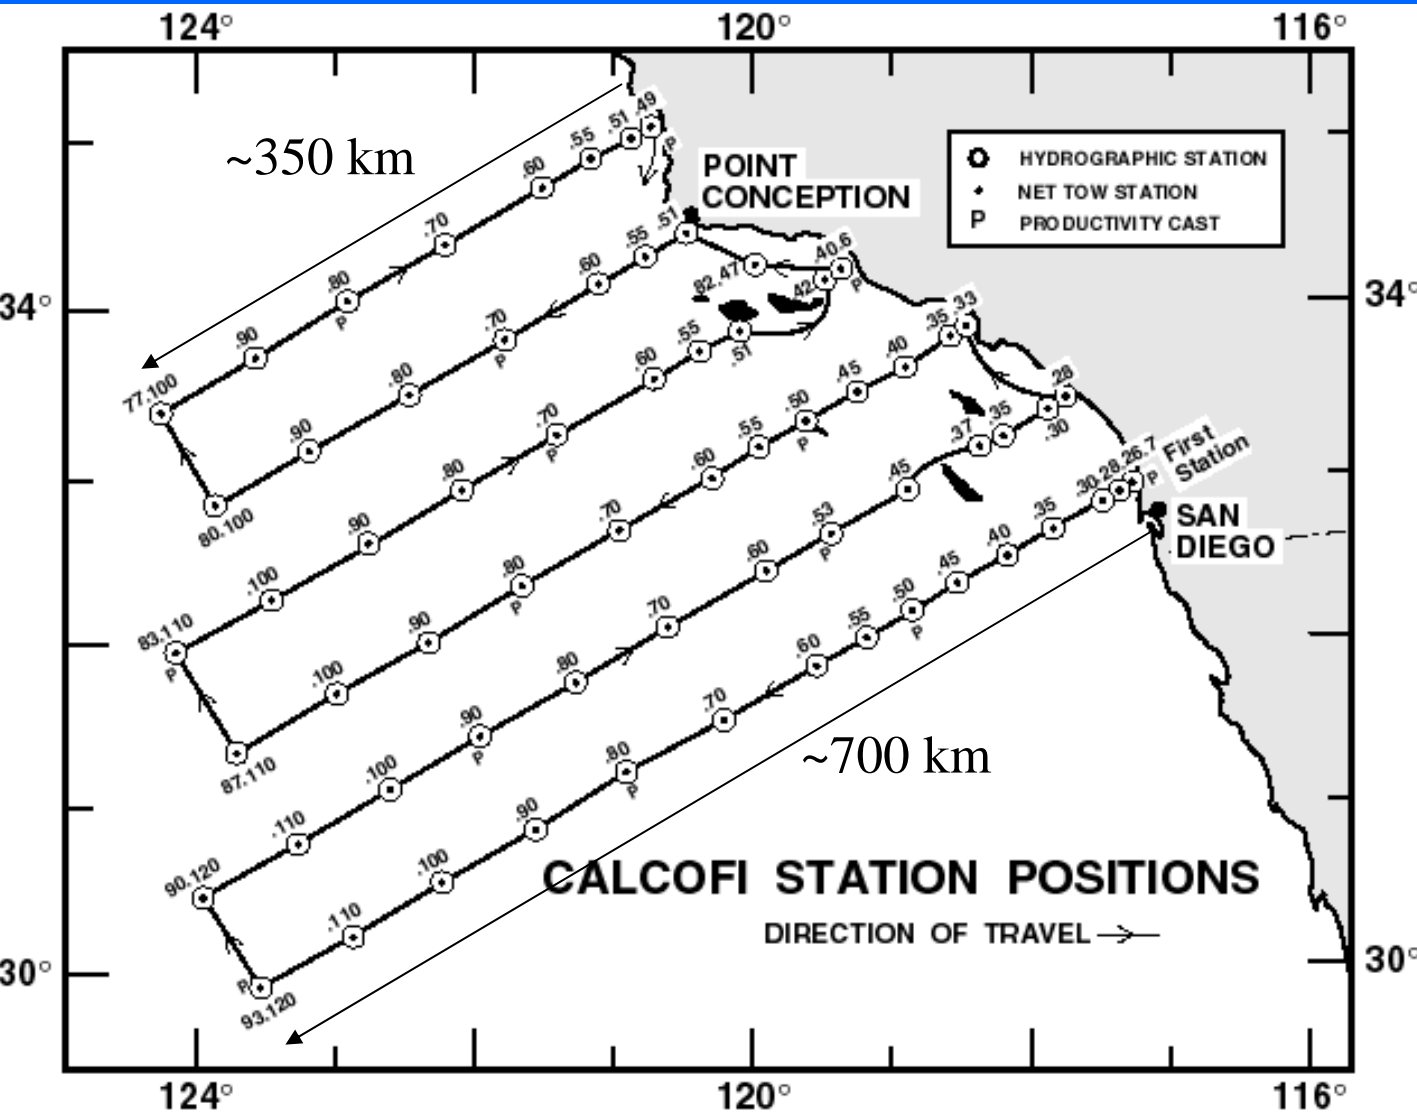 124°
120°
116°
.49
.51
.55
.60
.70
.80
.90
77.100
P
P
~350 km
POINT
CONCEPTION
HYDROGRAPHIC STATION
NET TOW STATION
P PRODUCTIVITY CAST
34°
34°
.51
.55
.60
.70
.80
.90
80.100
P
82.47
40.6
42
P
.51
.55
.60
.70
.80
.90
.100
83.110
P
P
.33
.35
.40
.45
.50
.55
.60
.70
.80
.90
.100
87.110
P
P
.28
.30
.35
.37
.45
.53
.60
.70
.80
.90
.100
.110
90.120
P
P
First
Station
26.7
.28
.30
.35
.40
.45
.50
.55
.60
.70
.80
.90
.100
.110
93.120
P
P
P
P
SAN
DIEGO
~700 km
CALCOFI STATION POSITIONS
DIRECTION OF TRAVEL
30°
30°
124°
120°
116°